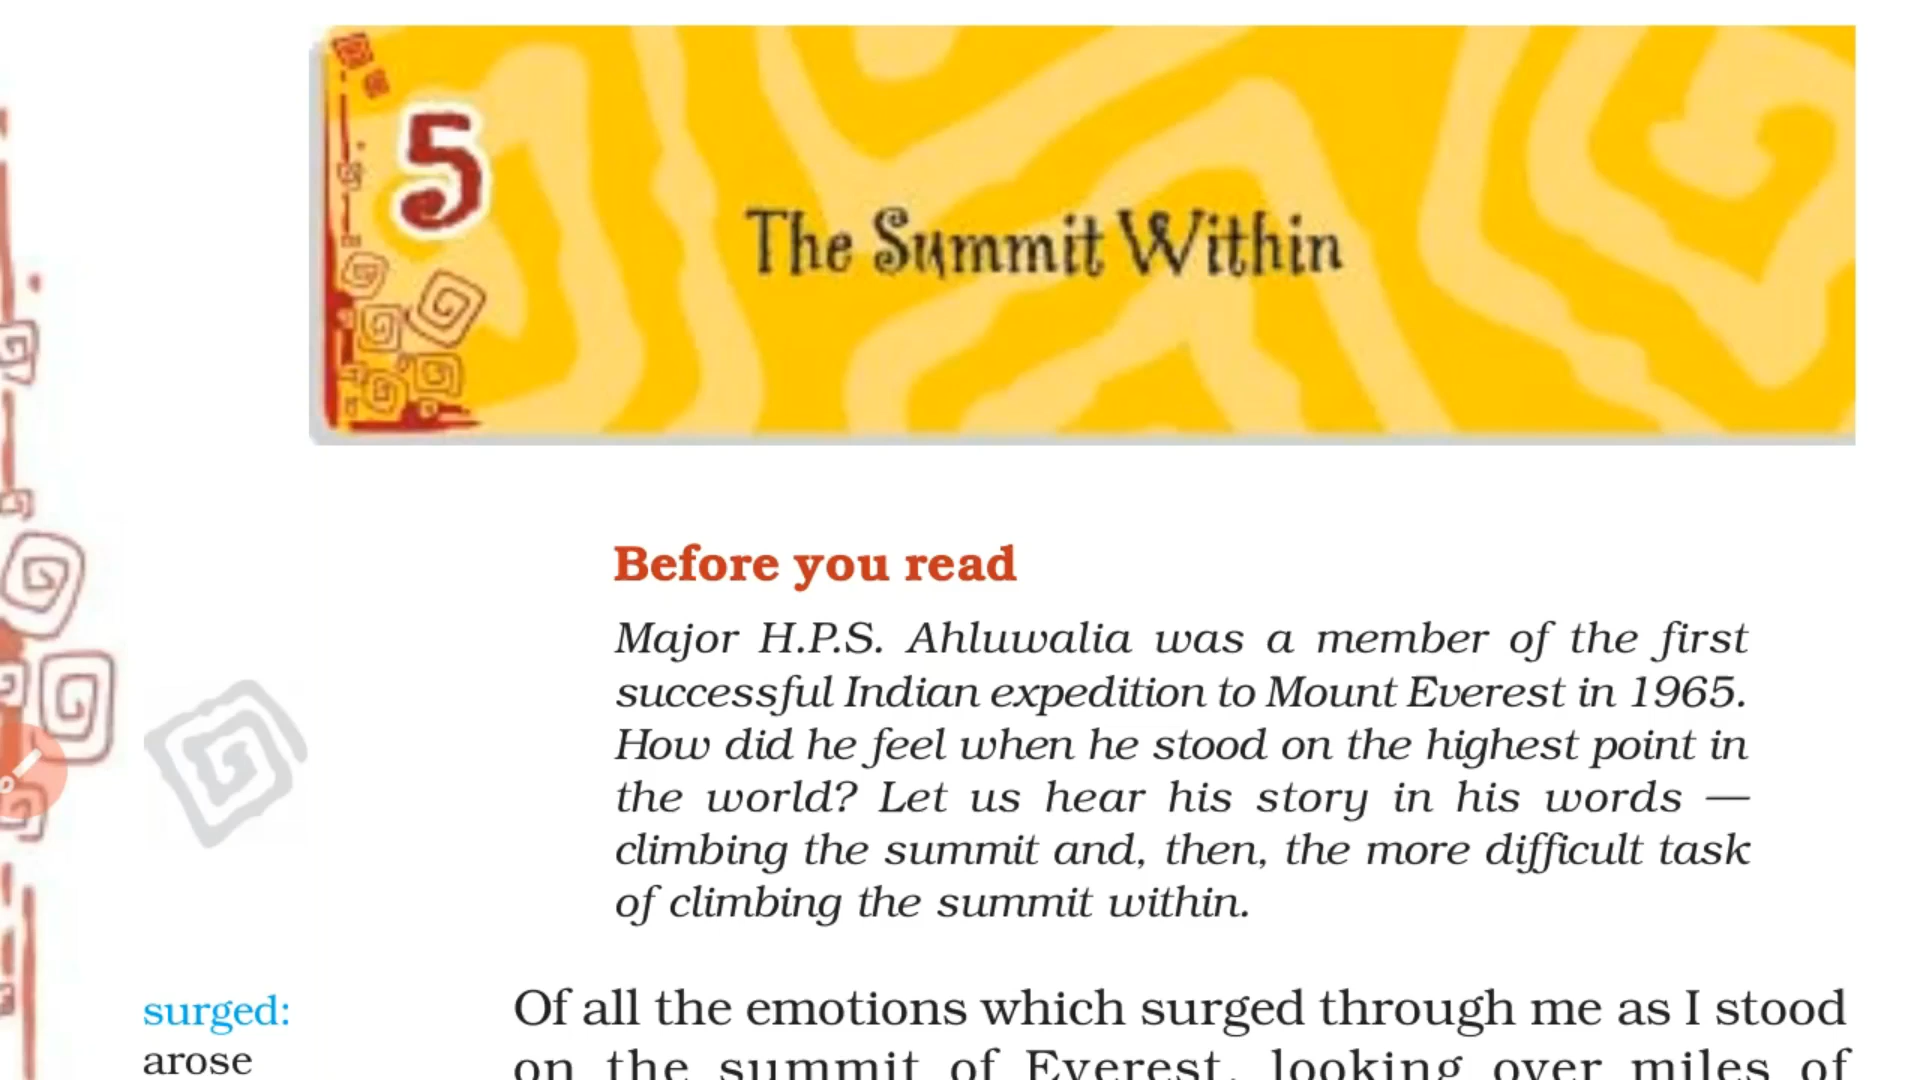 5
The Summit Within
Before you read
Major H.P.S. Ahluwalia was a member of the first
successful Indian expedition to Mount Everest in 1965.
How did he feel when he stood on the highest point in
the world? Let us hear his story in his words —
climbing the summit and, then, the more difficult task
of climbing the summit within.
surged:
arose
Of all the emotions which surged through me as I stood
on the summit of Everest, looking over miles of